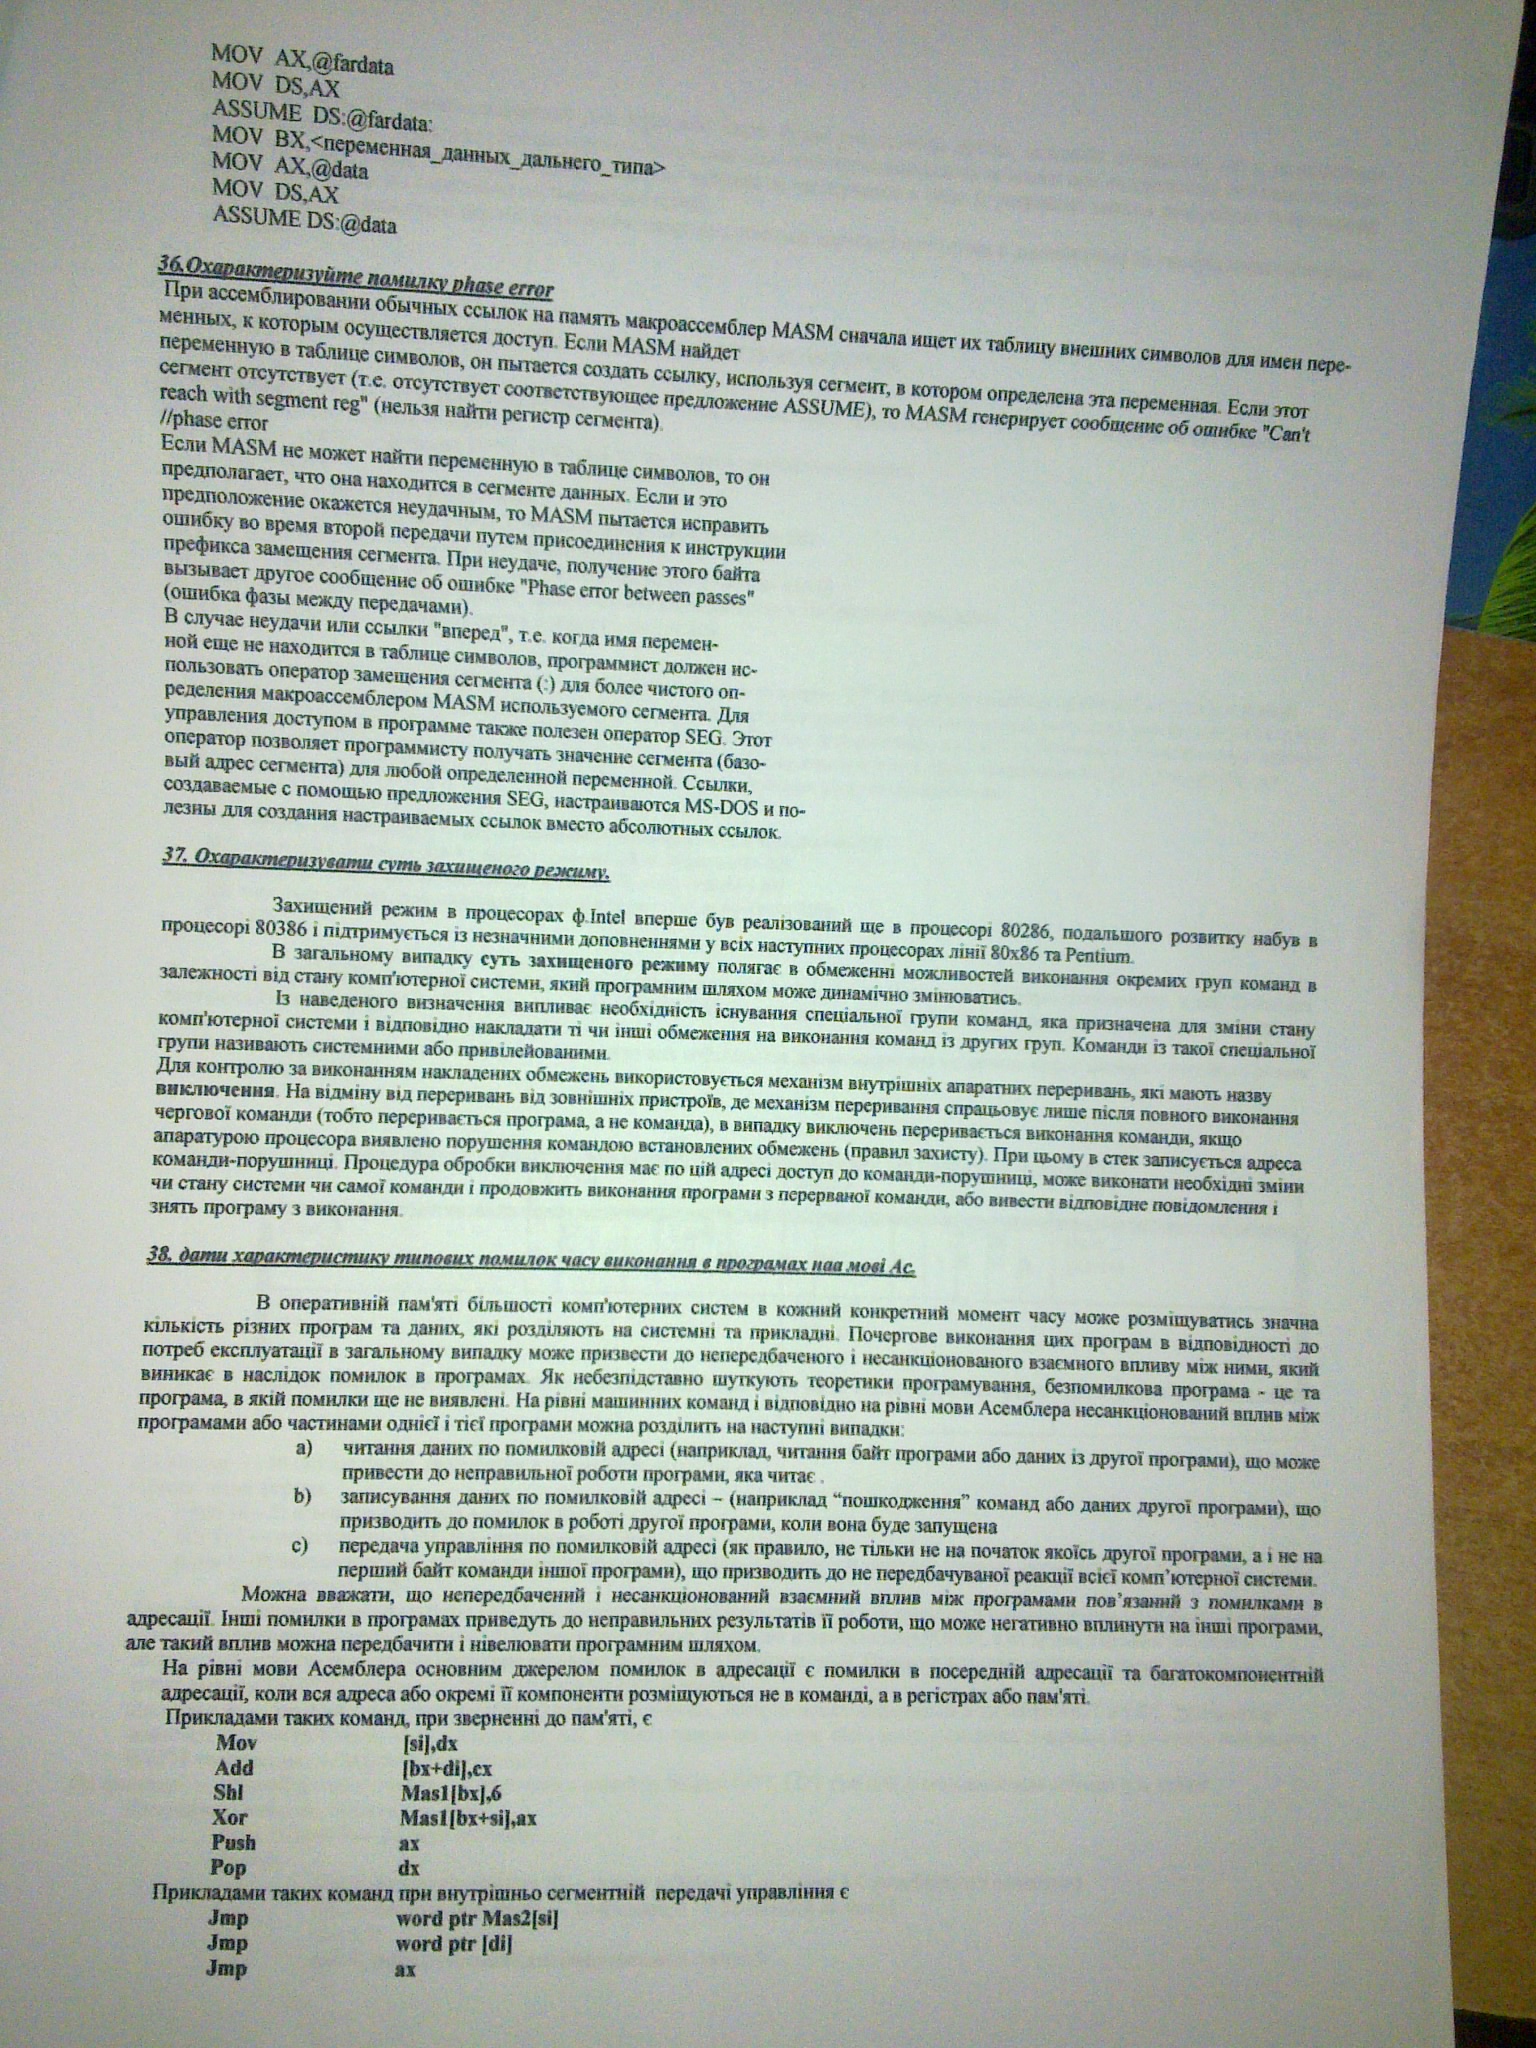 MOV AX,@fardata
MOV DS,AX
ASSUME DS:@fardata:
MOV BX,<переменная_данных_дальнего_типа>
MOV AX,@data
MOV DS,AX
ASSUME DS:@data
36.Охарактеризуйте помилку phase error
При ассемблировании обычных ссылок на память макроассемблер MASM сначала ищет их таблицу внешних символов для имен пере-
менных, к которым осуществляется доступ. Если MASM найдет
переменную в таблице символов, он пытается создать ссылку, используя сегмент, в котором определена эта переменная. Если этот
сегмент отсутствует (т.е. отсутствует соответствующее предложение ASSUME), то MASM генерирует сообщение об ошибке "Can't
reach with segment reg" (нельзя найти регистр сегмента).
//phase error
Если MASM не может найти переменную в таблице символов, то он
предполагает, что она находится в сегменте данных. Если и это
предположение окажется неудачным, то MASM пытается исправить
ошибку во время второй передачи путем присоединения к инструкции
префикса замещения сегмента. При неудаче, получение этого байта
вызывает другое сообщение об ошибке "Phase error between passes"
(ошибка фазы между передачами).
В случае неудачи или ссылки "вперед", т.е. когда имя перемен-
ной еще не находится в таблице символов, программист должен ис-
пользовать оператор замещения сегмента (:) для более чистого оп-
ределения макроассемблером MASM используемого сегмента. Для
управления доступом в программе также полезен оператор SEG. Этот
оператор позволяет программисту получать значение сегмента (базо-
вый адрес сегмента) для любой определенной переменной. Ссылки,
создаваемые с помощью предложения SEG, настраиваются MS-DOS и по-
лезны для создания настраиваемых ссылок вместо абсолютных ссылок.
37. Охарактеризувати суть захищеного режиму.
Захищений режим в процесорах ф.Intel вперше був реалізований ще в процесорі 80286, подальшого розвитку набув в
процесорі 80386 і підтримується із незначними доповненнями у всіх наступних процесорах лінії 80x86 та Pentium.
В загальному випадку суть захищеного режиму полягає в обмеженні можливостей виконання окремих груп команд в
залежності від стану комп'ютерної системи, який програмним шляхом може динамічно змінюватись.
Із наведеного визначення випливає необхідність існування спеціальної групи команд, яка призначена для зміни стану
комп'ютерної системи і відповідно накладати ті чи інші обмеження на виконання команд із других груп. Команди із такої спеціальної
групи називають системними або привілейованими.
Для контролю за виконанням накладених обмежень використовується механізм внутрішніх апаратних переривань, які мають назву
виключення. На відміну від переривань від зовнішніх пристроїв, де механізм переривання спрацьовує лише після повного виконання
чергової команди (тобто переривається програма, а не команда), в випадку виключень переривається виконання команди, якщо
апаратурою процесора виявлено порушення командою встановлених обмежень (правил захисту). При цьому в стек записується адреса
команди-порушниці. Процедура обробки виключення має по цій адресі доступ до команди-порушниці, може виконати необхідні зміни
чи стану системи чи самої команди і продовжить виконання програми з перерваної команди, або вивести відповідне повідомлення і
знять програму з виконання.
38. дати характеристику типових помилок часу виконання в програмах наа мові Ас.
В оперативній пам'яті більшості комп'ютерних систем в кожний конкретний момент часу може розміщуватись значна
кількість різних програм та даних, які розділяють на системні та прикладні. Почергове виконання цих програм в відповідності до
потреб експлуатації в загальному випадку може призвести до непередбаченого і несанкціонованого взаємного впливу між ними, який
виникає в наслідок помилок в програмах. Як небезпідставно шуткують теоретики програмування, безпомилкова програма - це та
програма, в якій помилки ще не виявлені. На рівні машинних команд і відповідно на рівні мови Асемблера несанкціонований вплив між
програмами або частинами однієї і тієї програми можна розділить на наступні випадки:
a) читання даних по помилковій адресі (наприклад, читання байт програми або даних із другої програми), що може
привести до неправильної роботи програми, яка читає .
b) записування даних по помилковій адресі – (наприклад “пошкодження” команд або даних другої програми), що
призводить до помилок в роботі другої програми, коли вона буде запущена
c) передача управління по помилковій адресі (як правило, не тільки не на початок якоїсь другої програми, а і не на
перший байт команди іншої програми), що призводить до не передбачуваної реакції всієї комп’ютерної системи.
Можна вважати, що непередбачений і несанкціонований взаємний вплив між програмами пов’язаний з помилками в
адресації. Інші помилки в програмах приведуть до неправильних результатів її роботи, що може негативно вплинути на інші програми,
але такий вплив можна передбачити і нівелювати програмним шляхом.
На рівні мови Асемблера основним джерелом помилок в адресації є помилки в посередній адресації та багатокомпонентній
адресації, коли вся адреса або окремі її компоненти розміщуються не в команді, а в регістрах або пам'яті.
Прикладами таких команд, при зверненні до пам'яті, є
Mov [si],dx
Add [bx+di],cx
Shl Mas1[bx],6
Xor Mas1[bx+si],ax
Push ax
Pop dx
Прикладами таких команд при внутрішньо сегментній передачі управління є
Jmp word ptr Mas2[si]
Jmp word ptr [di]
Jmp ax